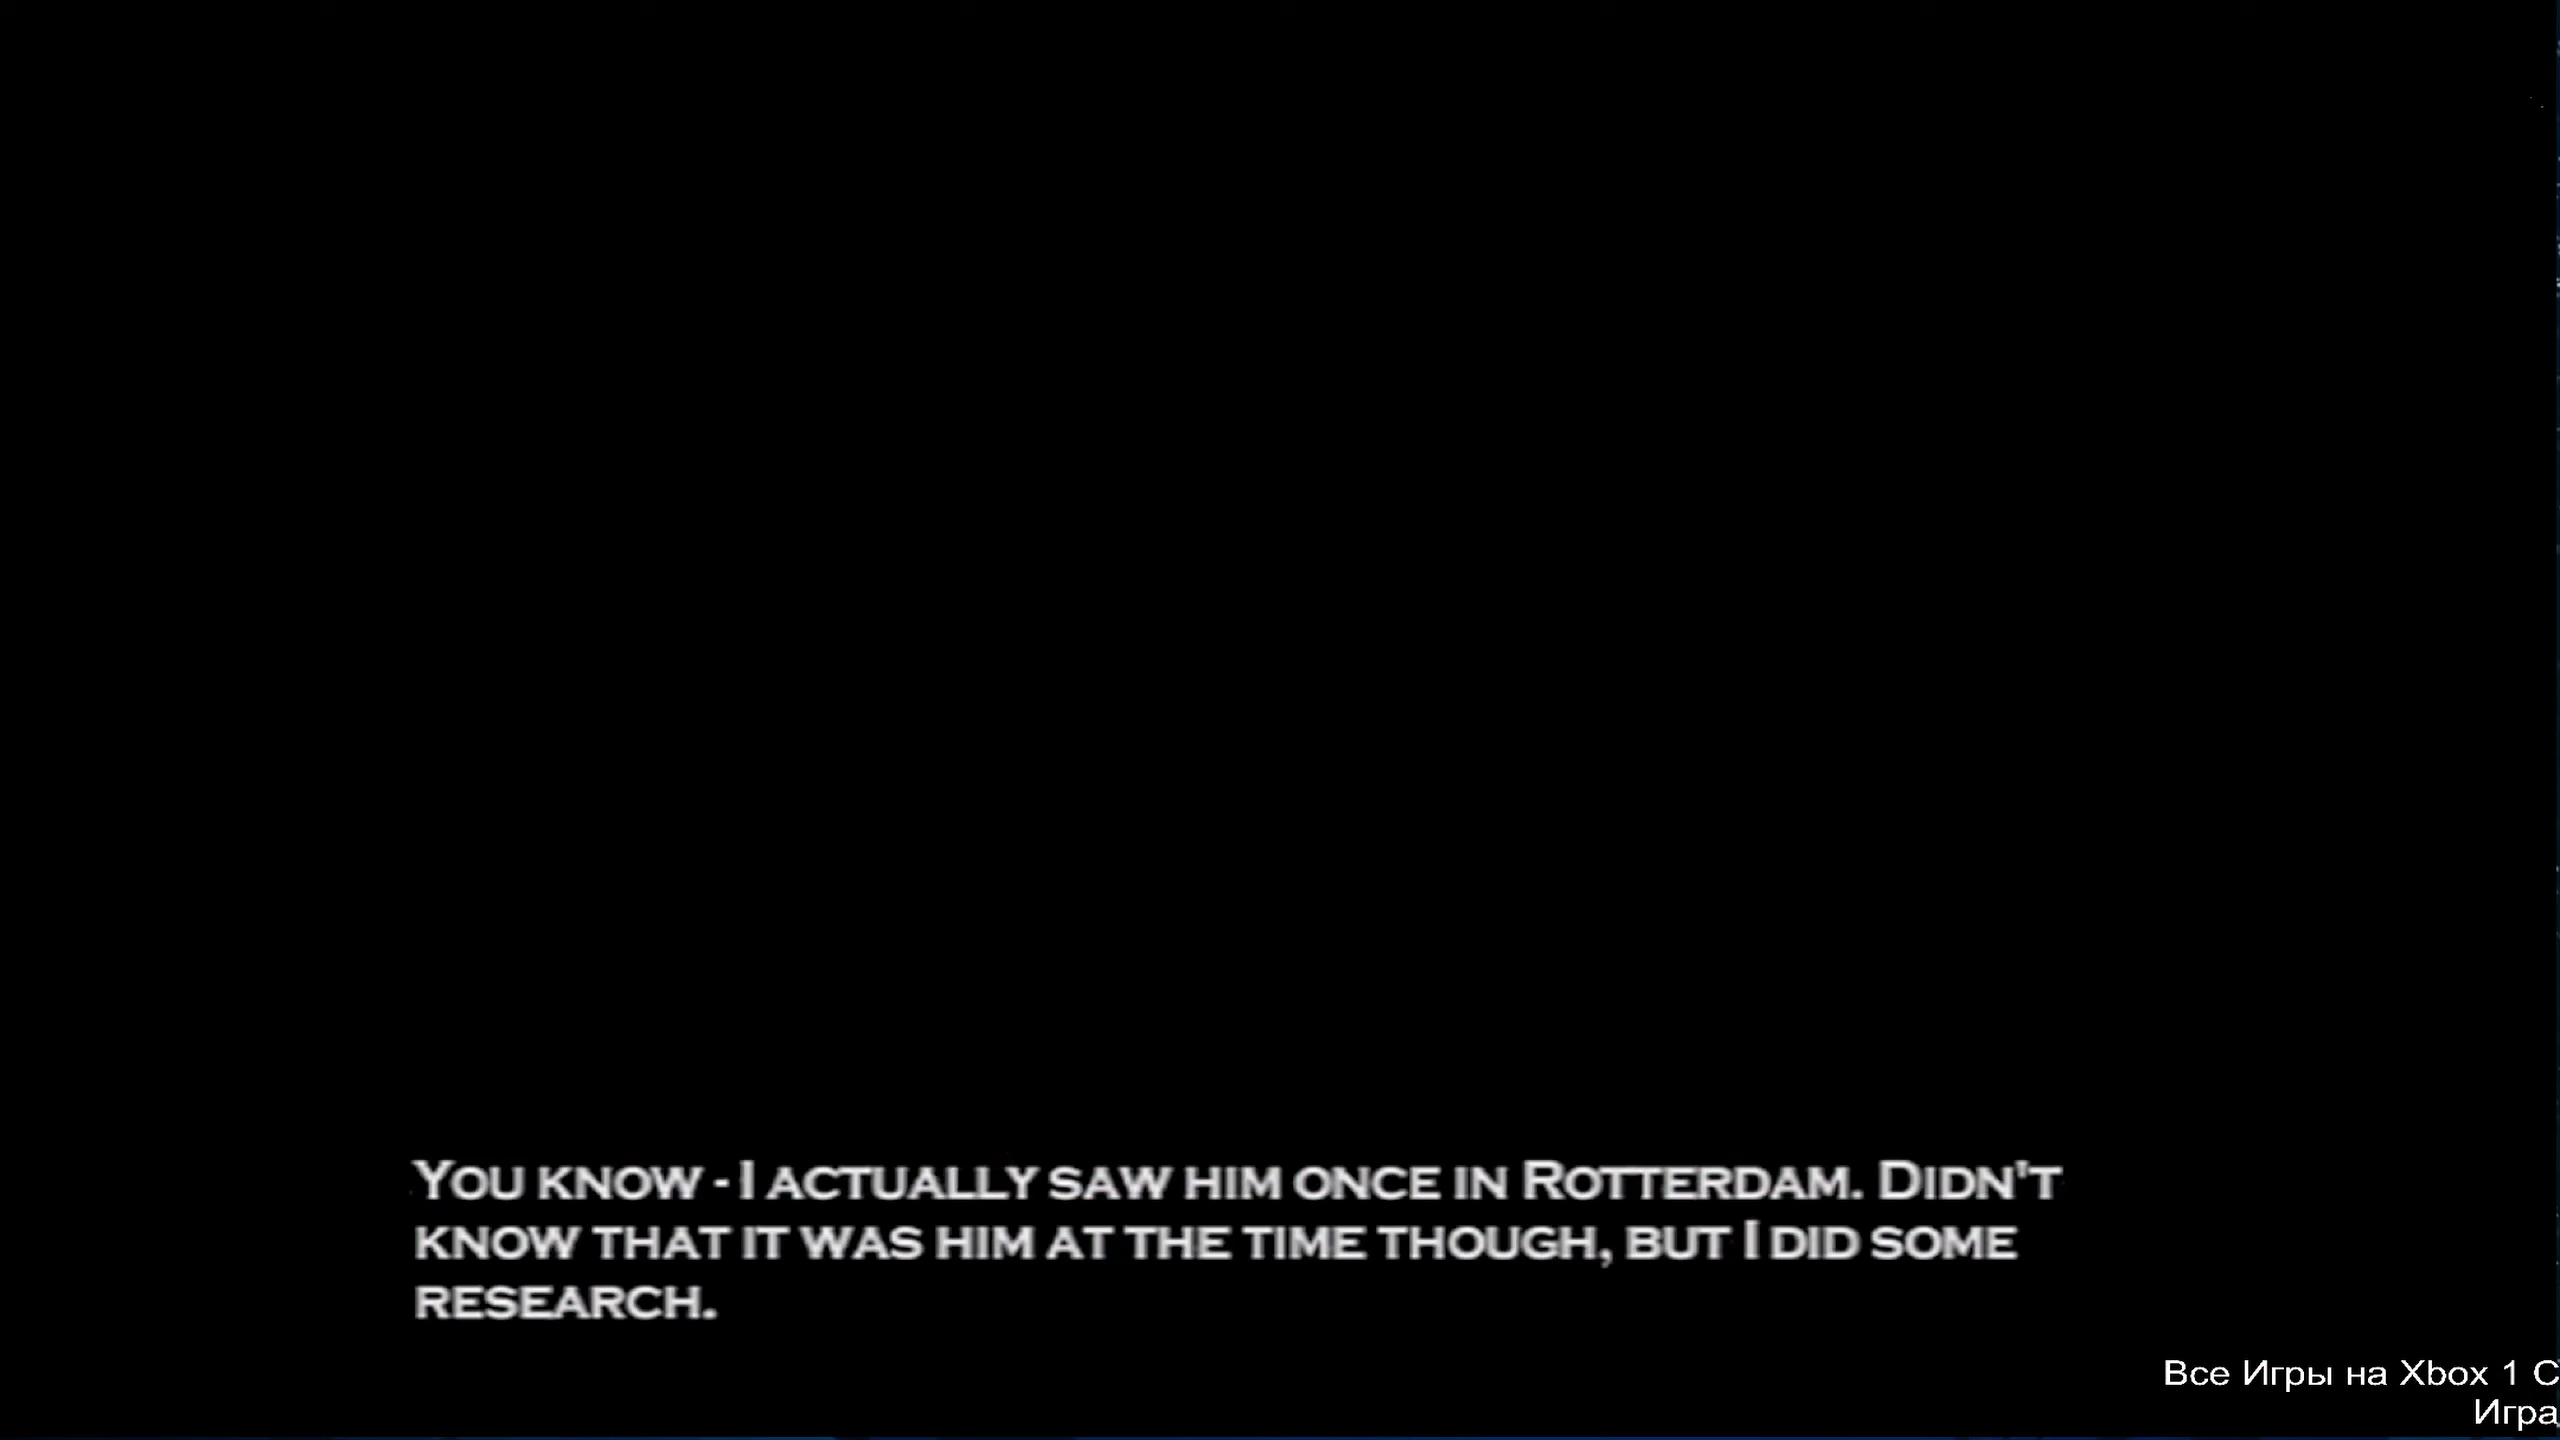 You know - I actually saw him once in Rotterdam. Didn't
know that it was him at the time though, but I did some
research.
Все Игры на Xbox 1 С
Игра